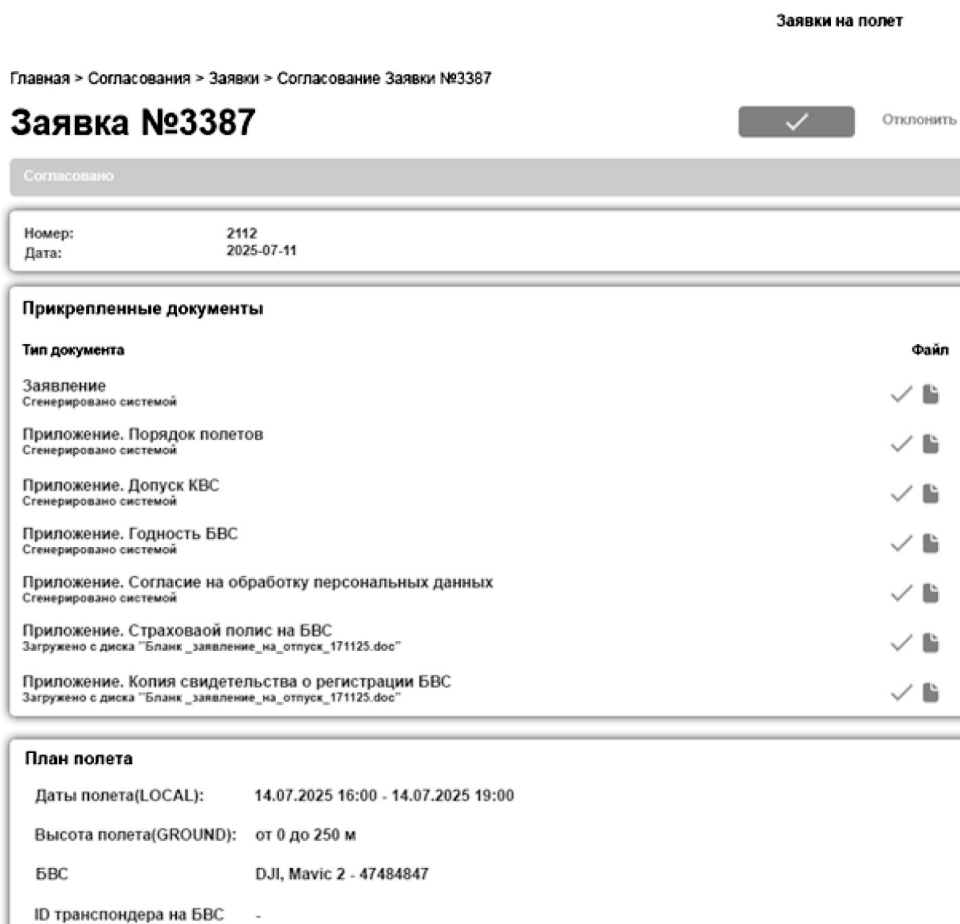 Заявки на полет
Главная > Согласования > Заявки > Согласование Заявки №3387
Заявка №3387
Отклонить
Согласовано
Номер: 2112
Дата: 2025-07-11
Прикрепленные документы
Тип документа Файл
Заявление
Сгенерировано системой
Приложение. Порядок полетов
Сгенерировано системой
Приложение. Допуск КВС
Сгенерировано системой
Приложение. Годность БВС
Сгенерировано системой
Приложение. Согласие на обработку персональных данных
Сгенерировано системой
Приложение. Страховаой полис на БВС
Загружено с диска "Бланк _заявление_на_отпуск_171125.doc"
Приложение. Копия свидетельства о регистрации БВС
Загружено с диска "Бланк _заявление_на_отпуск_171125.doc"
План полета
Даты полета(LOCAL): 14.07.2025 16:00 - 14.07.2025 19:00
Высота полета(GROUND): от 0 до 250 м
БВС DJI, Mavic 2 - 47484847
ID транспондера на БВС -